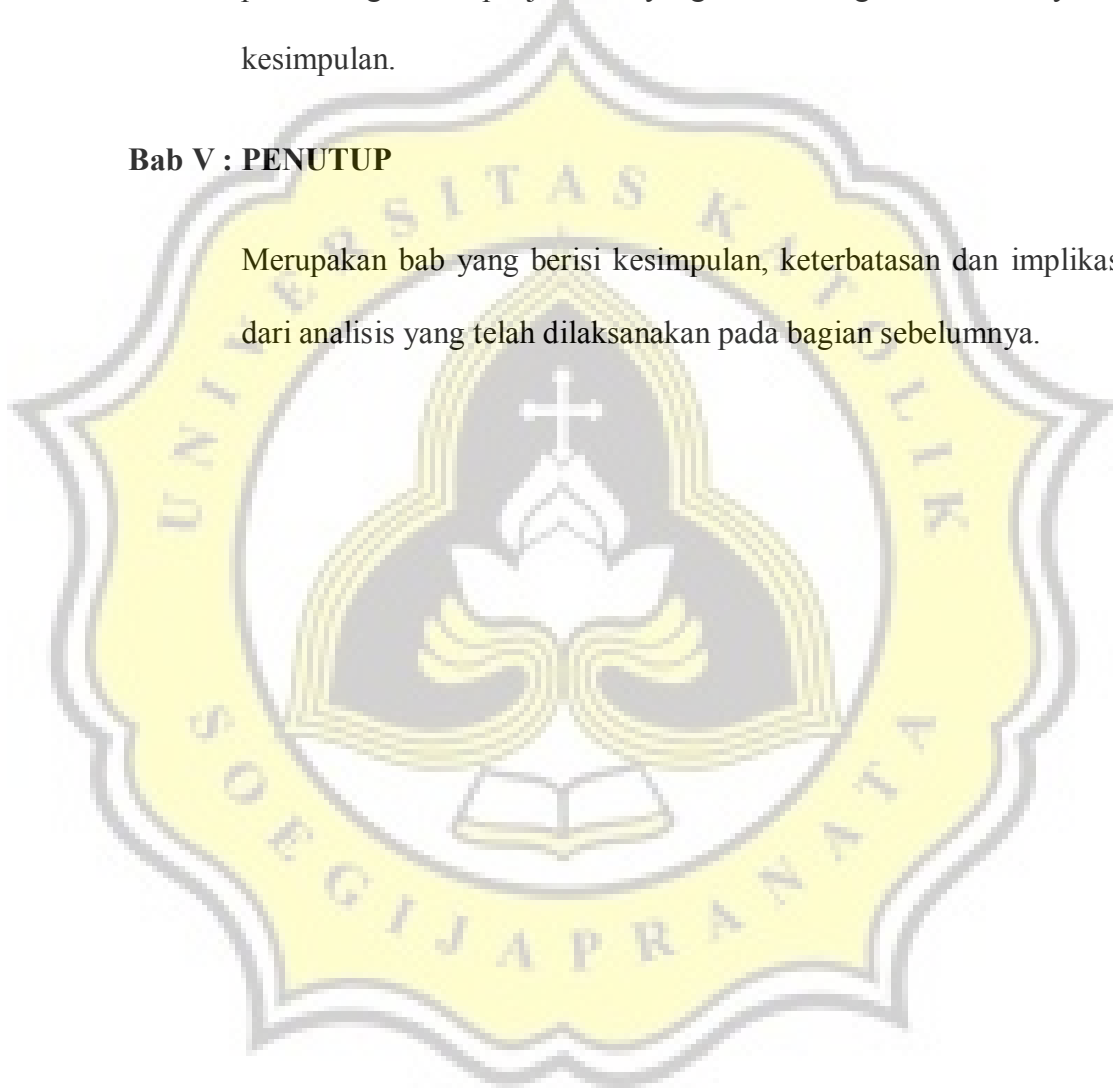 kesimpulan.
Bab V : PENUTUP
Merupakan bab yang berisi kesimpulan, keterbatasan dan implikas
dari analisis yang telah dilaksanakan pada bagian sebelumnya.
UNIVERSITAS KATOLIK
SOEGIJAPRANATA